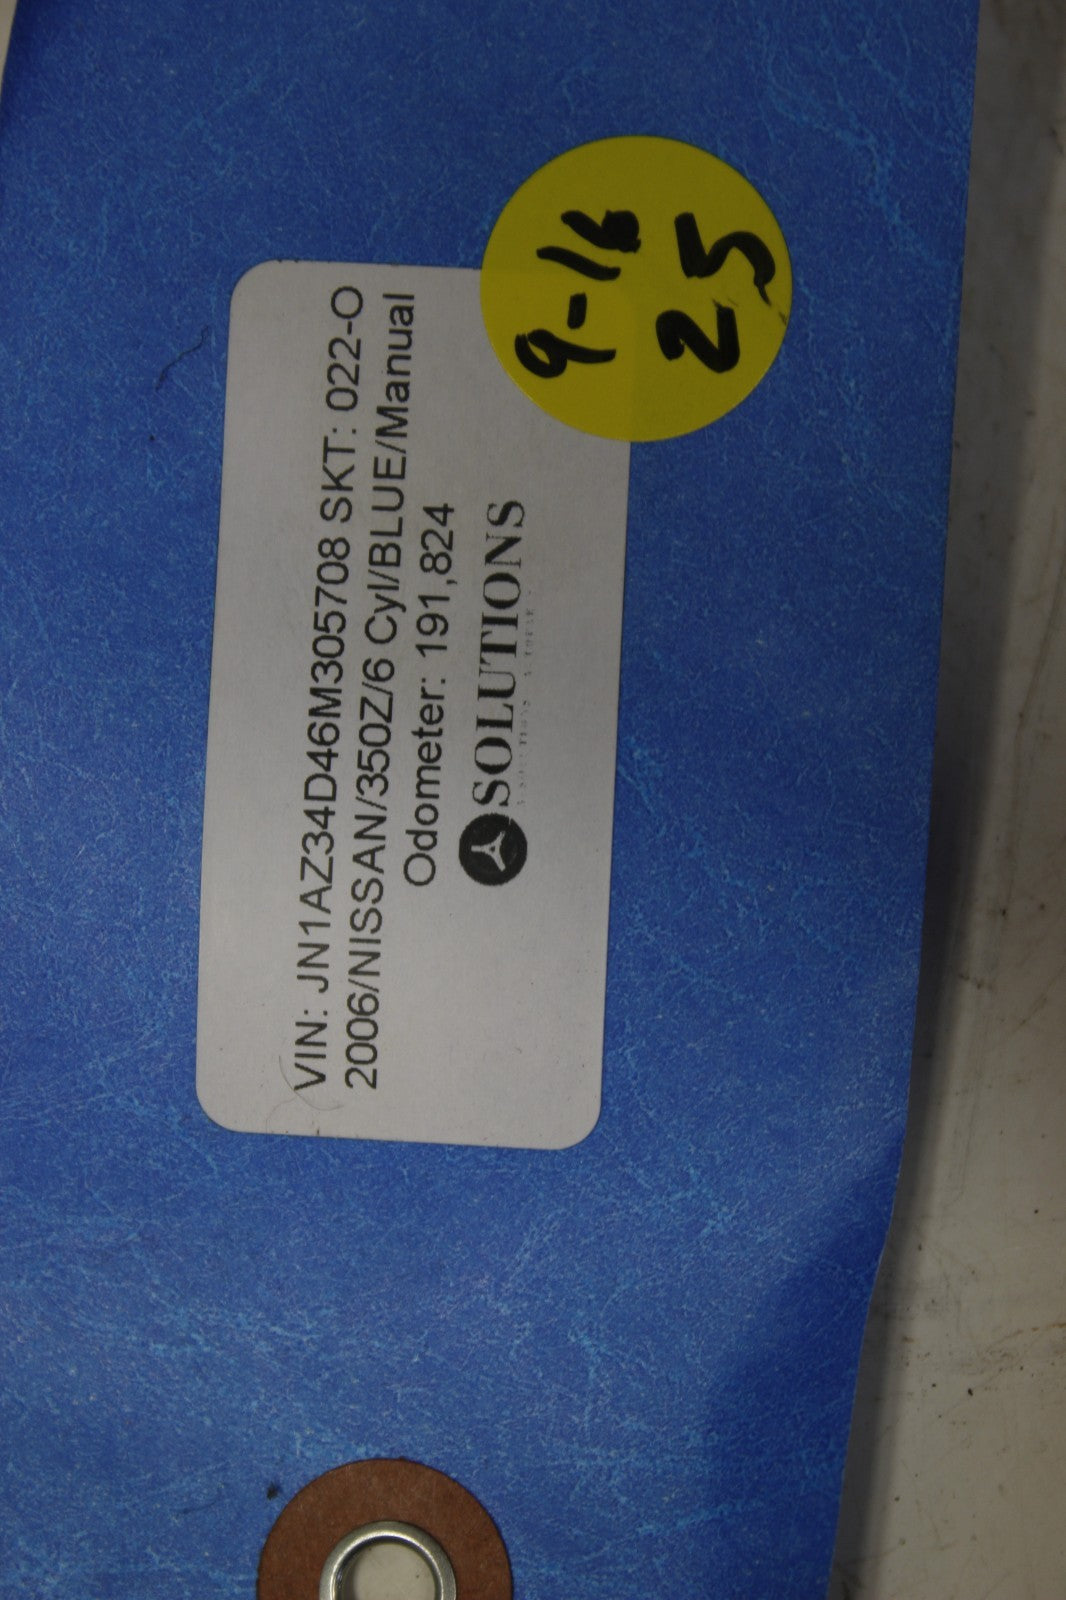 VIN: JN1AZ34D46M305708 SKT: 022-O
2006/NISSAN/350Z/6 Cyl/BLUE/Manual
Odometer: 191,824
SOLUTIONS
9-16
25